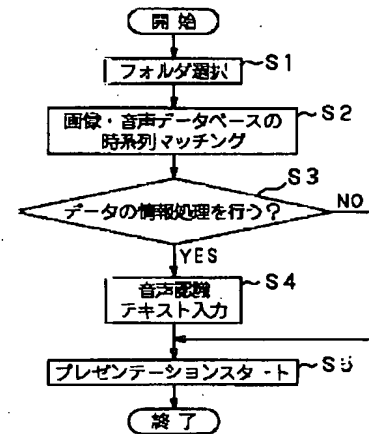 開始
フォルダ選択
S1
画像・音声データベースの
時系列マッチング
S2
データの情報処理を行う?
S3
NO
YES
音声認識
テキスト入力
S4
プレゼンテーションスタート
S5
終了